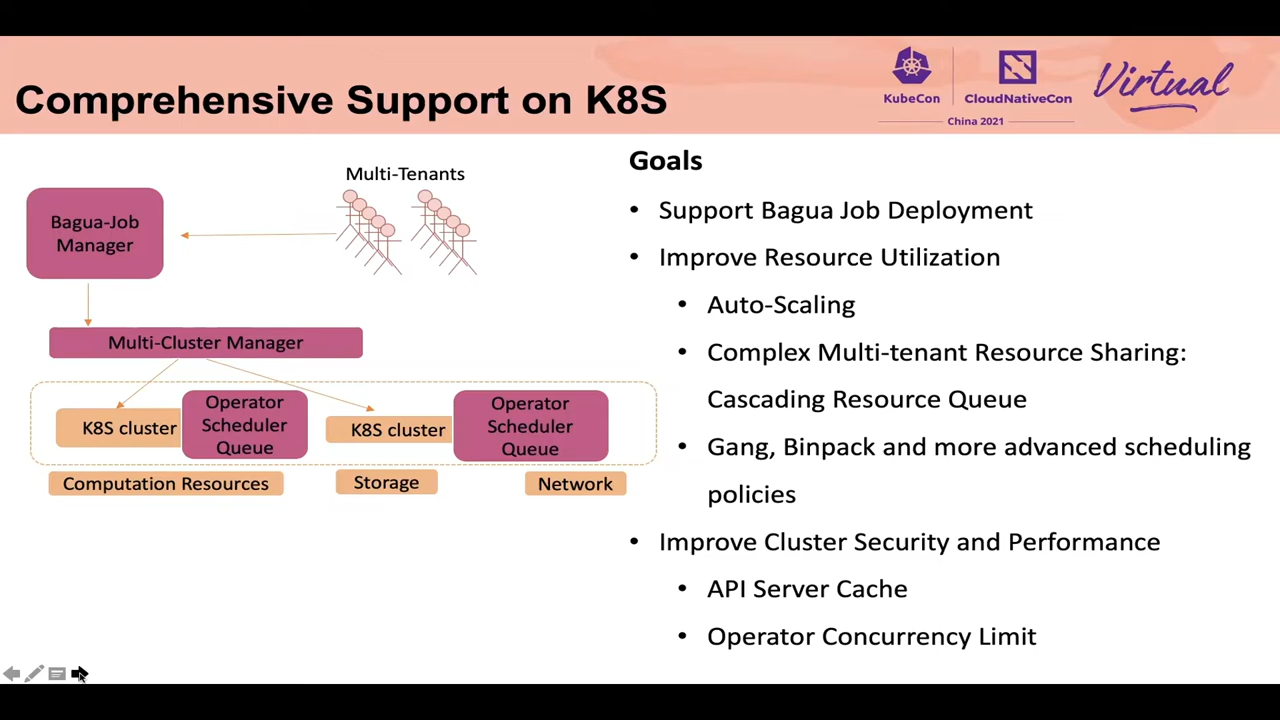 Comprehensive Support on K8S
KubeCon
CloudNativeCon
Virtual
China 2021
Multi-Tenants
Bagua-Job
Manager
Multi-Cluster Manager
K8S cluster
Operator
Scheduler
Queue
K8S cluster
Operator
Scheduler
Queue
Computation Resources
Storage
Network
Goals
• Support Bagua Job Deployment
• Improve Resource Utilization
• Auto-Scaling
• Complex Multi-tenant Resource Sharing:
Cascading Resource Queue
• Gang, Binpack and more advanced scheduling
policies
• Improve Cluster Security and Performance
• API Server Cache
• Operator Concurrency Limit